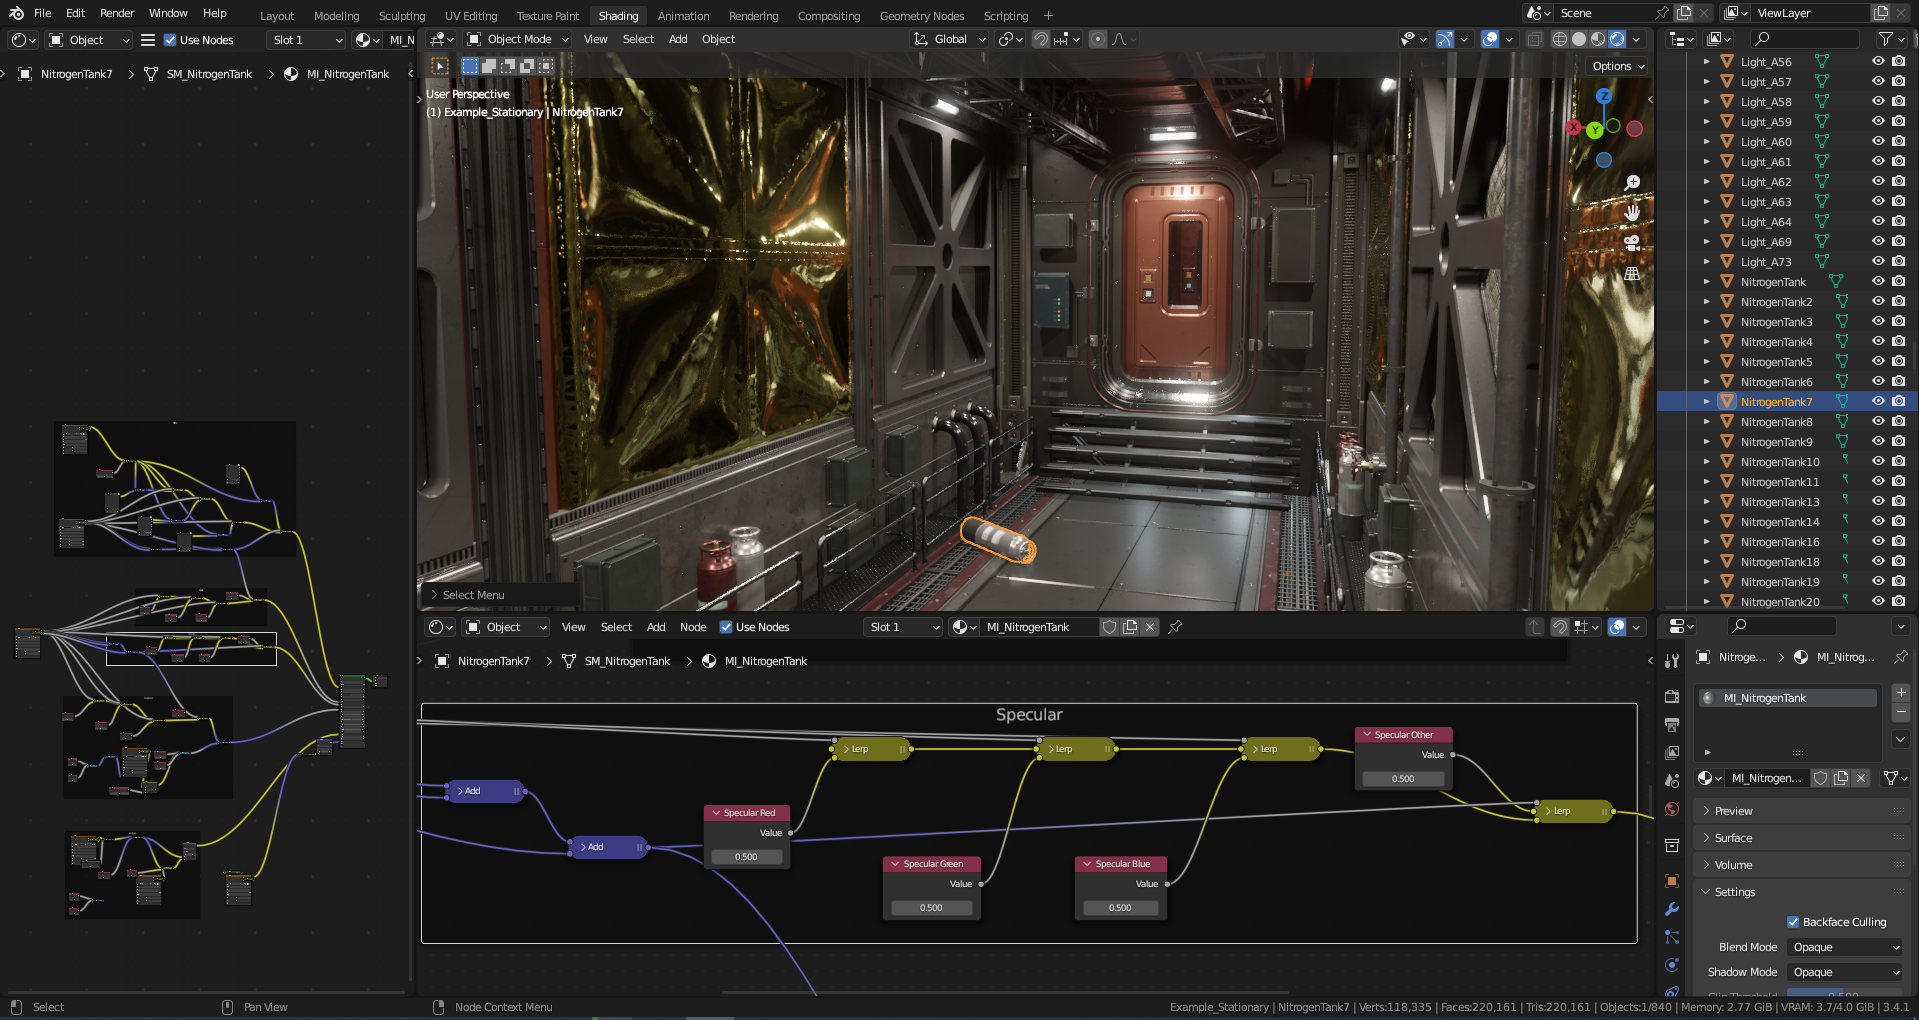 File Edit Render Window Help
Layout Modeling Sculpting UV Editing Texture Paint Shading Animation Rendering Compositing Geometry Nodes Scripting +
Scene
ViewLayer
Object
Use Nodes
Slot 1
MI_N
Object Mode View Select Add Object
Global
NitrogenTank7 > SM_NitrogenTank > MI_NitrogenTank
Options
User Perspective
(1) Example_Stationary | NitrogenTank7
Z
X
Y
Select Menu
Light_A56
Light_A57
Light_A58
Light_A59
Light_A60
Light_A61
Light_A62
Light_A63
Light_A64
Light_A69
Light_A73
NitrogenTank
NitrogenTank2
NitrogenTank3
NitrogenTank4
NitrogenTank5
NitrogenTank6
NitrogenTank7
NitrogenTank8
NitrogenTank9
NitrogenTank10
NitrogenTank11
NitrogenTank13
NitrogenTank14
NitrogenTank16
NitrogenTank18
NitrogenTank19
NitrogenTank20
Object View Select Add Node Use Nodes Slot 1 MI_NitrogenTank
NitrogenTank7 > SM_NitrogenTank > MI_NitrogenTank
Specular
Lerp
Lerp
Lerp
Specular Other
Value
0.500
Add
Specular Red
Value
0.500
Lerp
Add
Specular Green
Value
0.500
Specular Blue
Value
0.500
Nitroge... > MI_Nitrog...
MI_NitrogenTank
MI_Nitrogen...
Preview
Surface
Volume
Settings
Backface Culling
Blend Mode Opaque
Shadow Mode Opaque
Clip Threshold 0.500
Select
Pan View
Node Context Menu
Example_Stationary | NitrogenTank7 | Verts:118,335 | Faces:220,161 | Tris:220,161 | Objects:1/840 | Memory: 2.77 GiB | VRAM: 3.7/4.0 GiB | 3.4.1